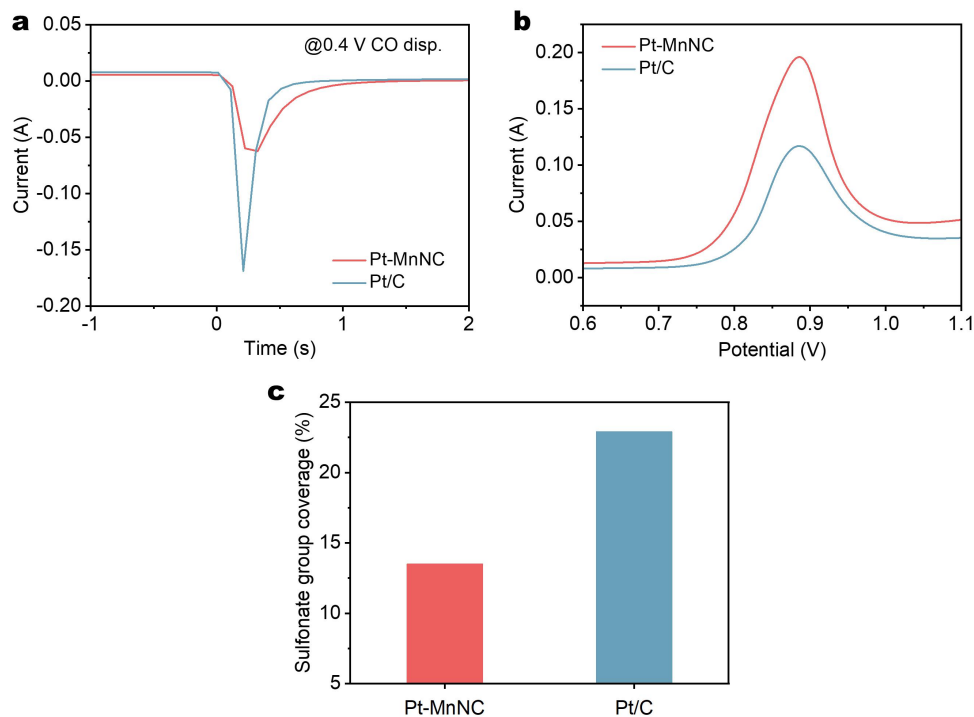 a
0.05
0.00
-0.05
-0.10
-0.15
-0.20
Current (A)
@0.4 V CO disp.
Pt-MnNC
Pt/C
-1
0
1
2
Time (s)
b
0.20
0.15
0.10
0.05
0.00
Current (A)
Pt-MnNC
Pt/C
0.6
0.7
0.8
0.9
1.0
1.1
Potential (V)
c
25
20
15
10
5
Sulfonate group coverage (%)
Pt-MnNC
Pt/C